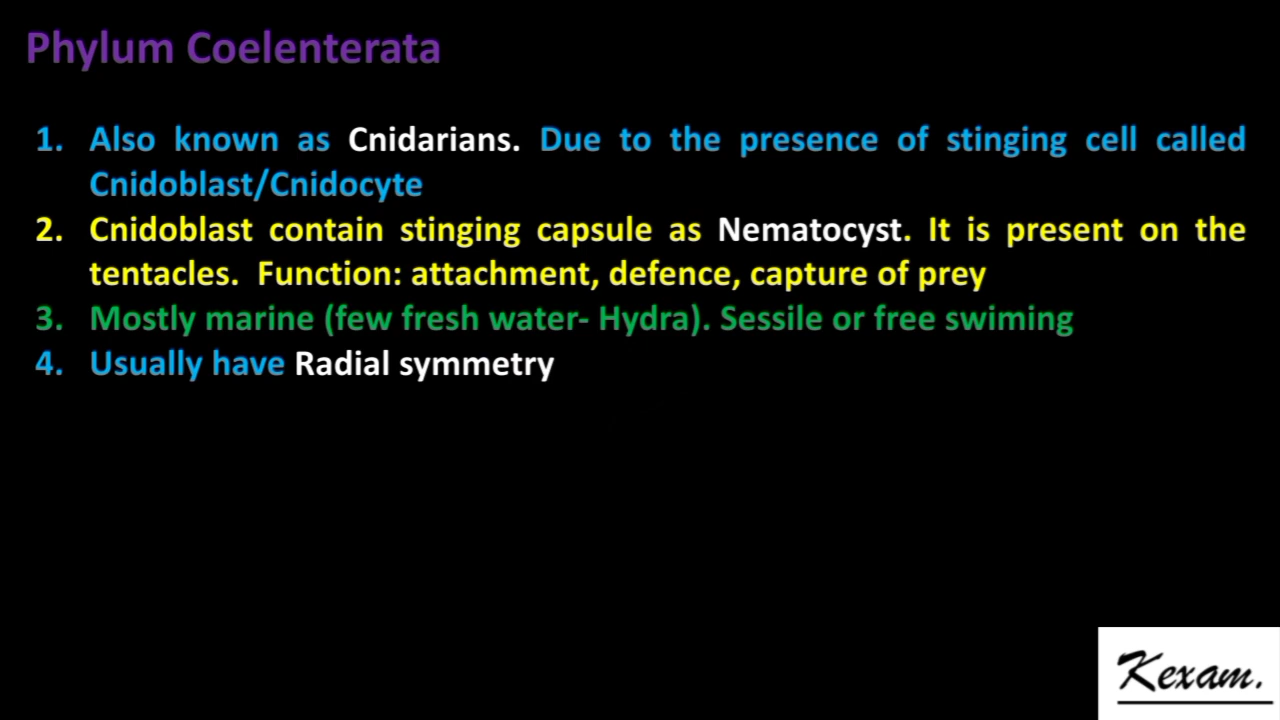 Phylum Coelenterata
1. Also known as Cnidarians. Due to the presence of stinging cell called
Cnidoblast/Cnidocyte
2. Cnidoblast contain stinging capsule as Nematocyst. It is present on the
tentacles. Function: attachment, defence, capture of prey
3. Mostly marine (few fresh water- Hydra). Sessile or free swiming
4. Usually have Radial symmetry
Kexam.